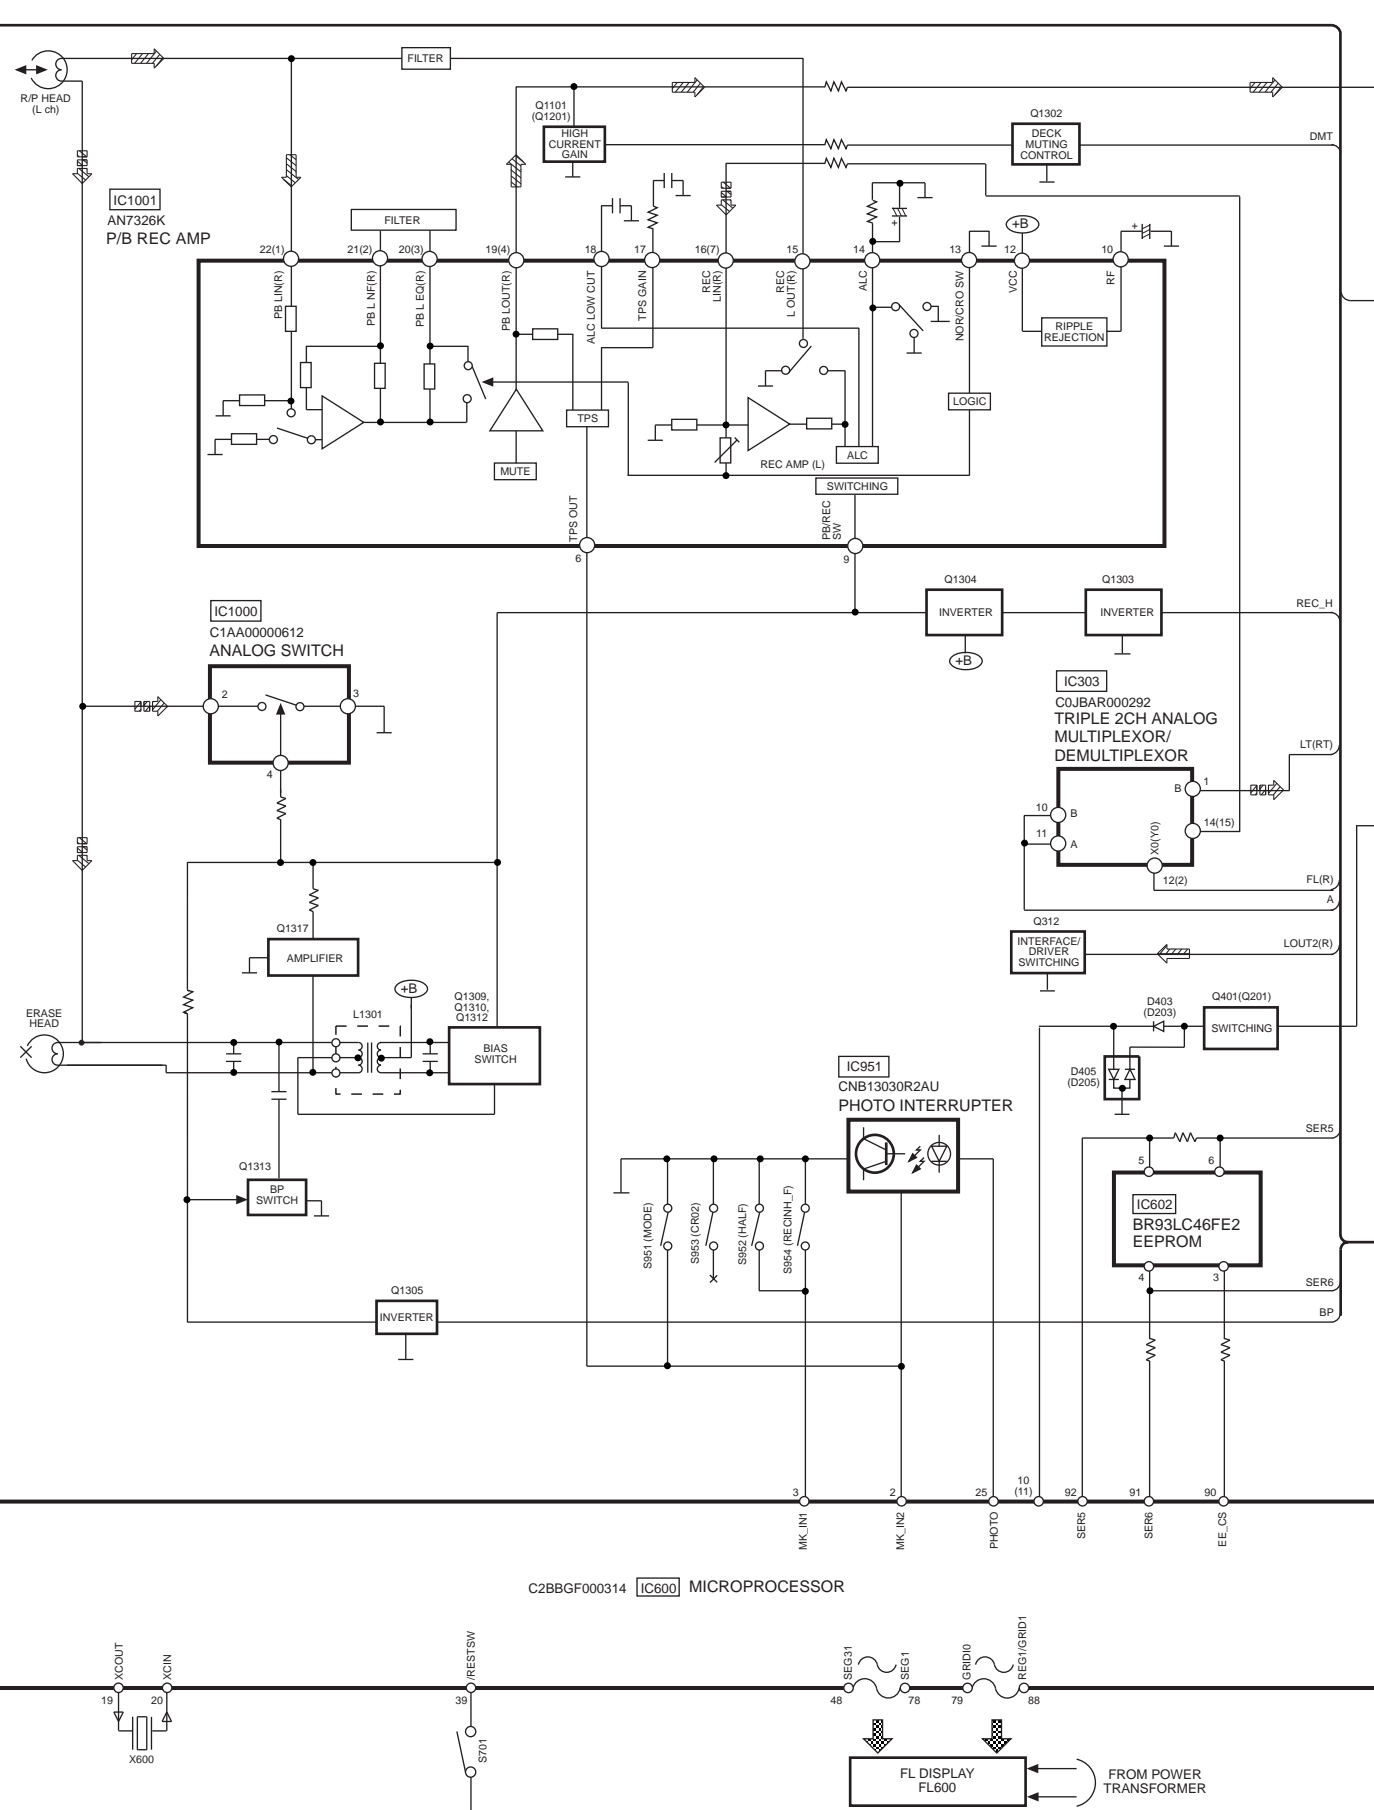 R/P HEAD
(L ch)
FILTER
Q1101
(Q1201)
HIGH
CURRENT
GAIN
Q1302
DECK
MUTING
CONTROL
DMT
IC1001
AN7326K
P/B REC AMP
FILTER
+B
22(1)
21(2)
20(3)
19(4)
18
17
16(7)
15
14
13
12
10
+
+
PB LIN(R)
PB L NF(R)
PB L EQ(R)
PB LOUT(R)
ALC LOW CUT
TPS GAIN
REC
LIN(R)
REC
L OUT(R)
ALC
NOR/CRO SW
VCC
RF
RIPPLE
REJECTION
LOGIC
TPS
MUTE
REC AMP (L)
ALC
SWITCHING
TPS OUT
PB/REC
SW
6
9
IC1000
C1AA00000612
ANALOG SWITCH
2
3
4
Q1304
INVERTER
+B
Q1303
INVERTER
REC_H
IC303
C0JBAR000292
TRIPLE 2CH ANALOG
MULTIPLEXOR/
DEMULTIPLEXOR
LT(RT)
B
1
10
B
11
A
14(15)
X0(Y0)
12(2)
FL(R)
A
Q312
INTERFACE/
DRIVER
SWITCHING
LOUT2(R)
Q1317
AMPLIFIER
+B
Q1309,
Q1310,
Q1312
BIAS
SWITCH
L1301
ERASE
HEAD
D403
(D203)
Q401(Q201)
SWITCHING
D405
(D205)
IC951
CNB13030R2AU
PHOTO INTERRUPTER
SER5
5
6
IC602
BR93LC46FE2
EEPROM
4
3
SER6
BP
Q1313
BP
SWITCH
S951 (MODE)
S953 (CR02)
S952 (HALF)
S954 (RECINH_F)
Q1305
INVERTER
3
2
25
10
(11)
92
91
90
MK_IN1
MK_IN2
PHOTO
SER5
SER6
EE_CS
C2BBGF000314 IC600 MICROPROCESSOR
XCOUT
XCIN
/RESTSW
SEG31
SEG1
GRIDI0
REG1/GRID1
19
20
39
48
78
79
88
X600
S701
FL DISPLAY
FL600
FROM POWER
TRANSFORMER